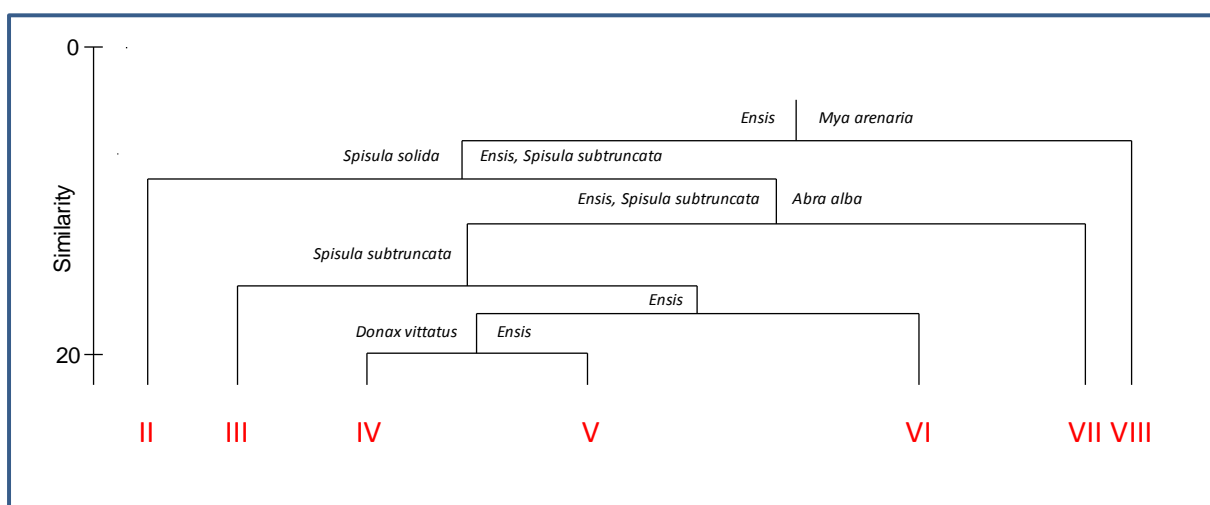 0
Ensis
Mya arenaria
Spisula solida
Ensis, Spisula subtruncata
Ensis, Spisula subtruncata
Abra alba
Similarity
Spisula subtruncata
Ensis
Donax vittatus
Ensis
20
II III IV V VI VII VIII